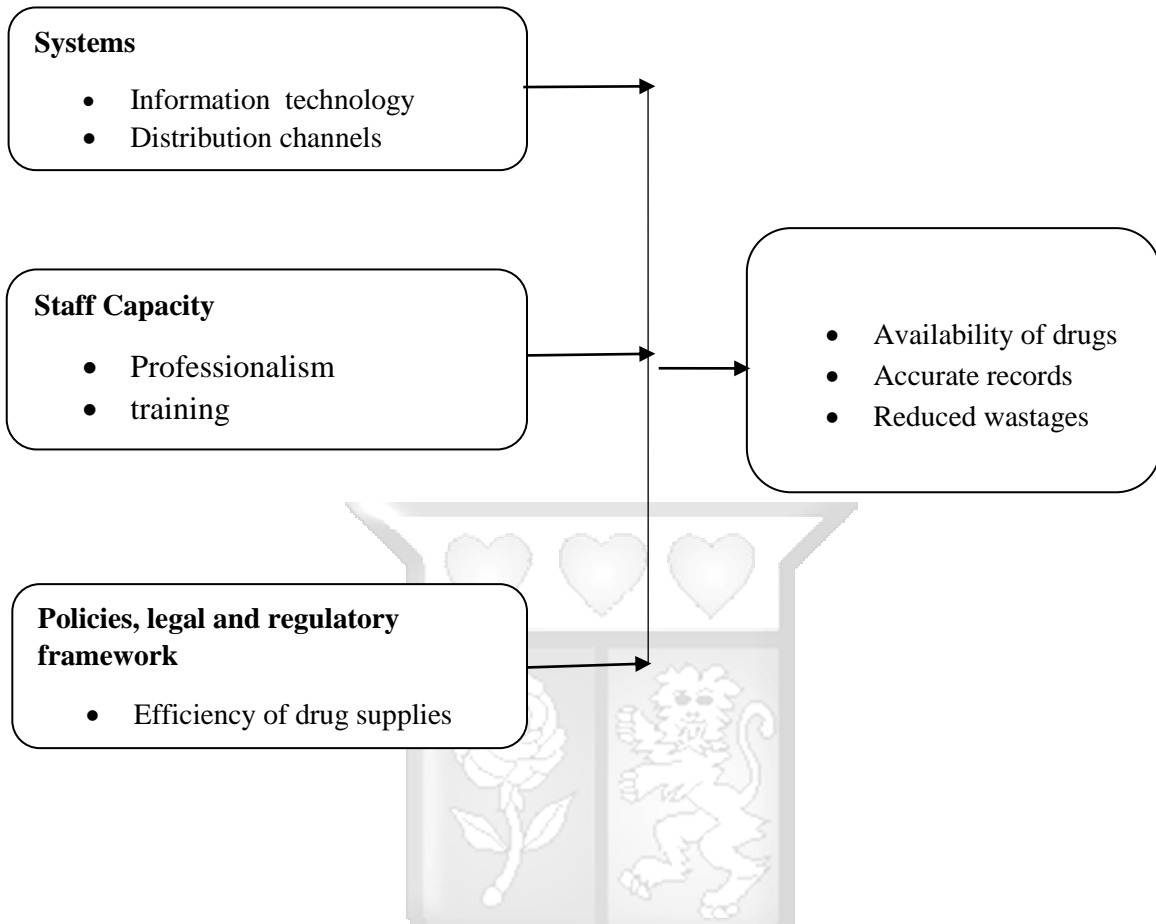 Systems
• Information technology
• Distribution channels
Staff Capacity
• Professionalism
• training
• Availability of drugs
• Accurate records
• Reduced wastages
Policies, legal and regulatory
framework
• Efficiency of drug supplies